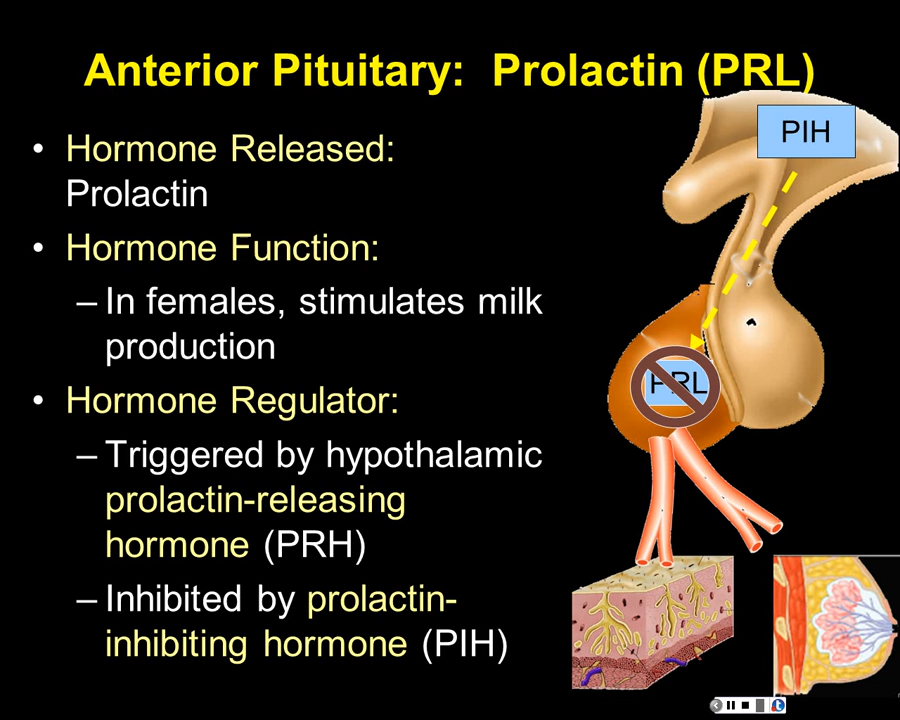 Anterior Pituitary: Prolactin (PRL)
• Hormone Released:
Prolactin
• Hormone Function:
– In females, stimulates milk
production
• Hormone Regulator:
– Triggered by hypothalamic
prolactin-releasing
hormone (PRH)
– Inhibited by prolactin-
inhibiting hormone (PIH)
PIH
PRL